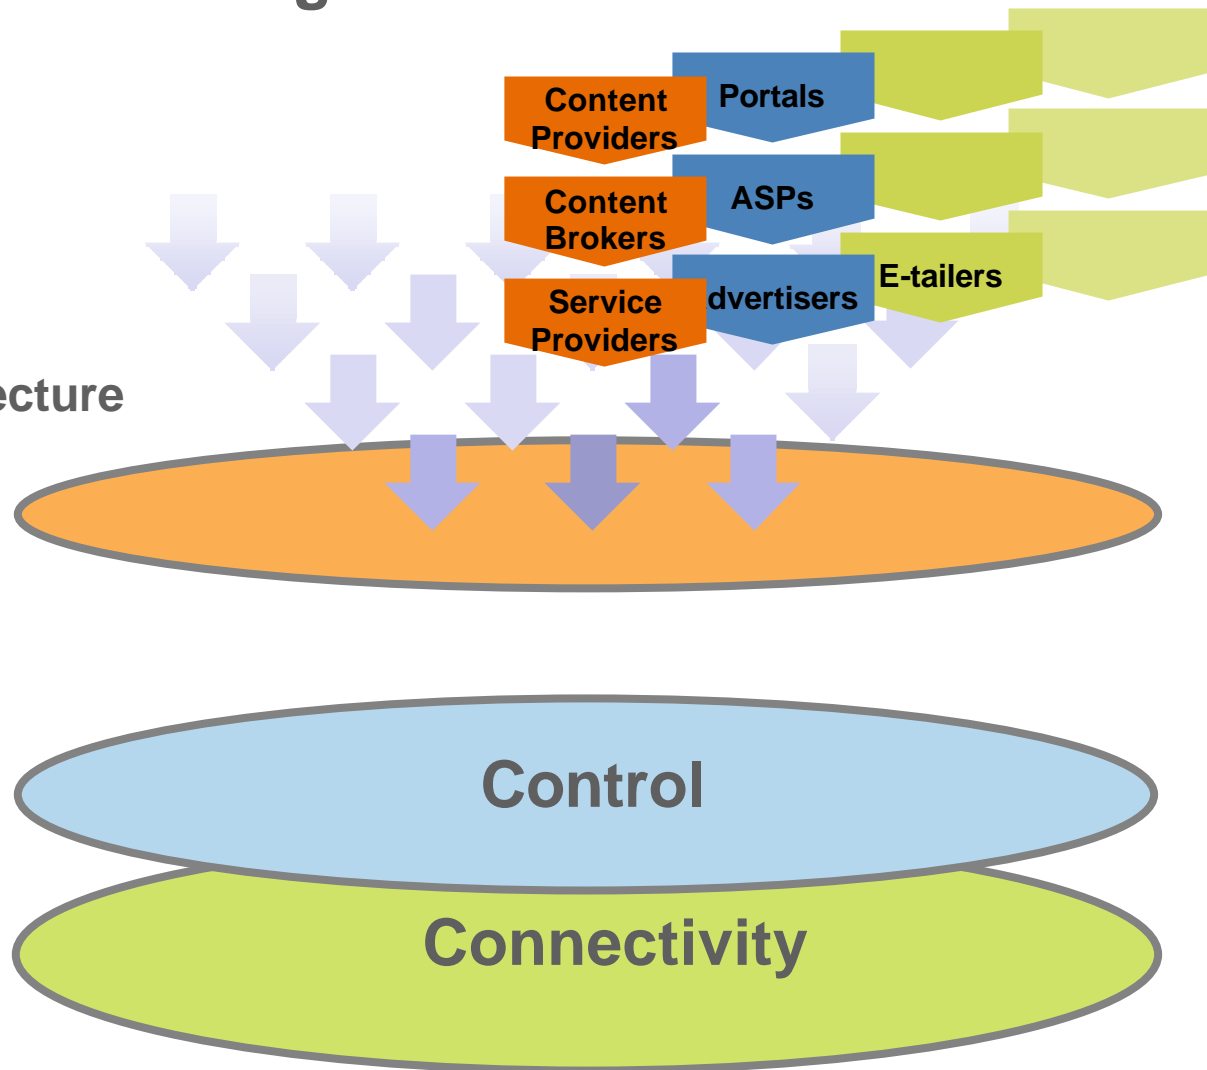 g
Content
Providers
Portals
Content
Brokers
ASPs
Service
Providers
dvertisers
E-tailers
ecture
Control
Connectivity